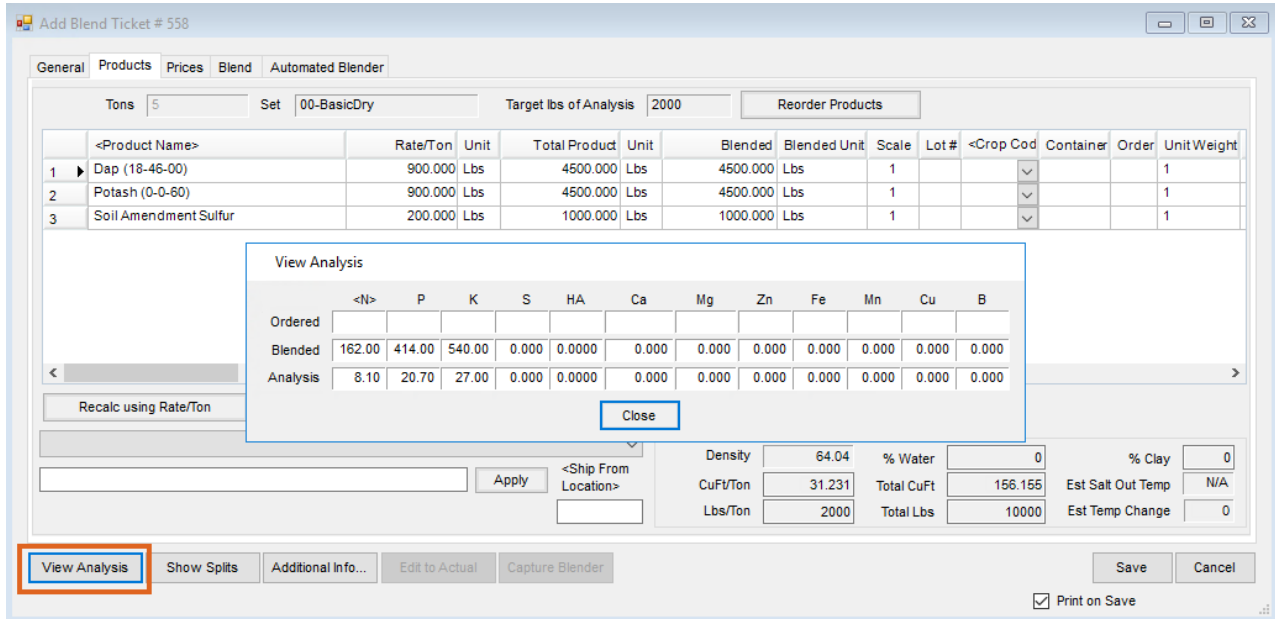 Add Blend Ticket # 558
General Products Prices Blend Automated Blender
Tons 5 Set 00-BasicDry Target lbs of Analysis 2000 Reorder Products
<Product Name> Rate/Ton Unit Total Product Unit Blended Blended Unit Scale Lot # <Crop Cod Container Order Unit Weight
1 Dap (18-46-00) 900.000 Lbs 4500.000 Lbs 4500.000 Lbs 1 1
2 Potash (0-0-60) 900.000 Lbs 4500.000 Lbs 4500.000 Lbs 1 1
3 Soil Amendment Sulfur 200.000 Lbs 1000.000 Lbs 1000.000 Lbs 1 1
View Analysis
<N> P K S HA Ca Mg Zn Fe Mn Cu B
Ordered
Blended 162.00 414.00 540.00 0.000 0.0000 0.000 0.000 0.000 0.000 0.000 0.000 0.000
Analysis 8.10 20.70 27.00 0.000 0.0000 0.000 0.000 0.000 0.000 0.000 0.000 0.000
Close
Recalc using Rate/Ton
Apply
<Ship From
Location>
Density 64.04 % Water 0 % Clay 0
CuFt/Ton 31.231 Total CuFt 156.155 Est Salt Out Temp N/A
Lbs/Ton 2000 Total Lbs 10000 Est Temp Change 0
View Analysis Show Splits Additional Info... Edit to Actual Capture Blender Save Cancel
Print on Save